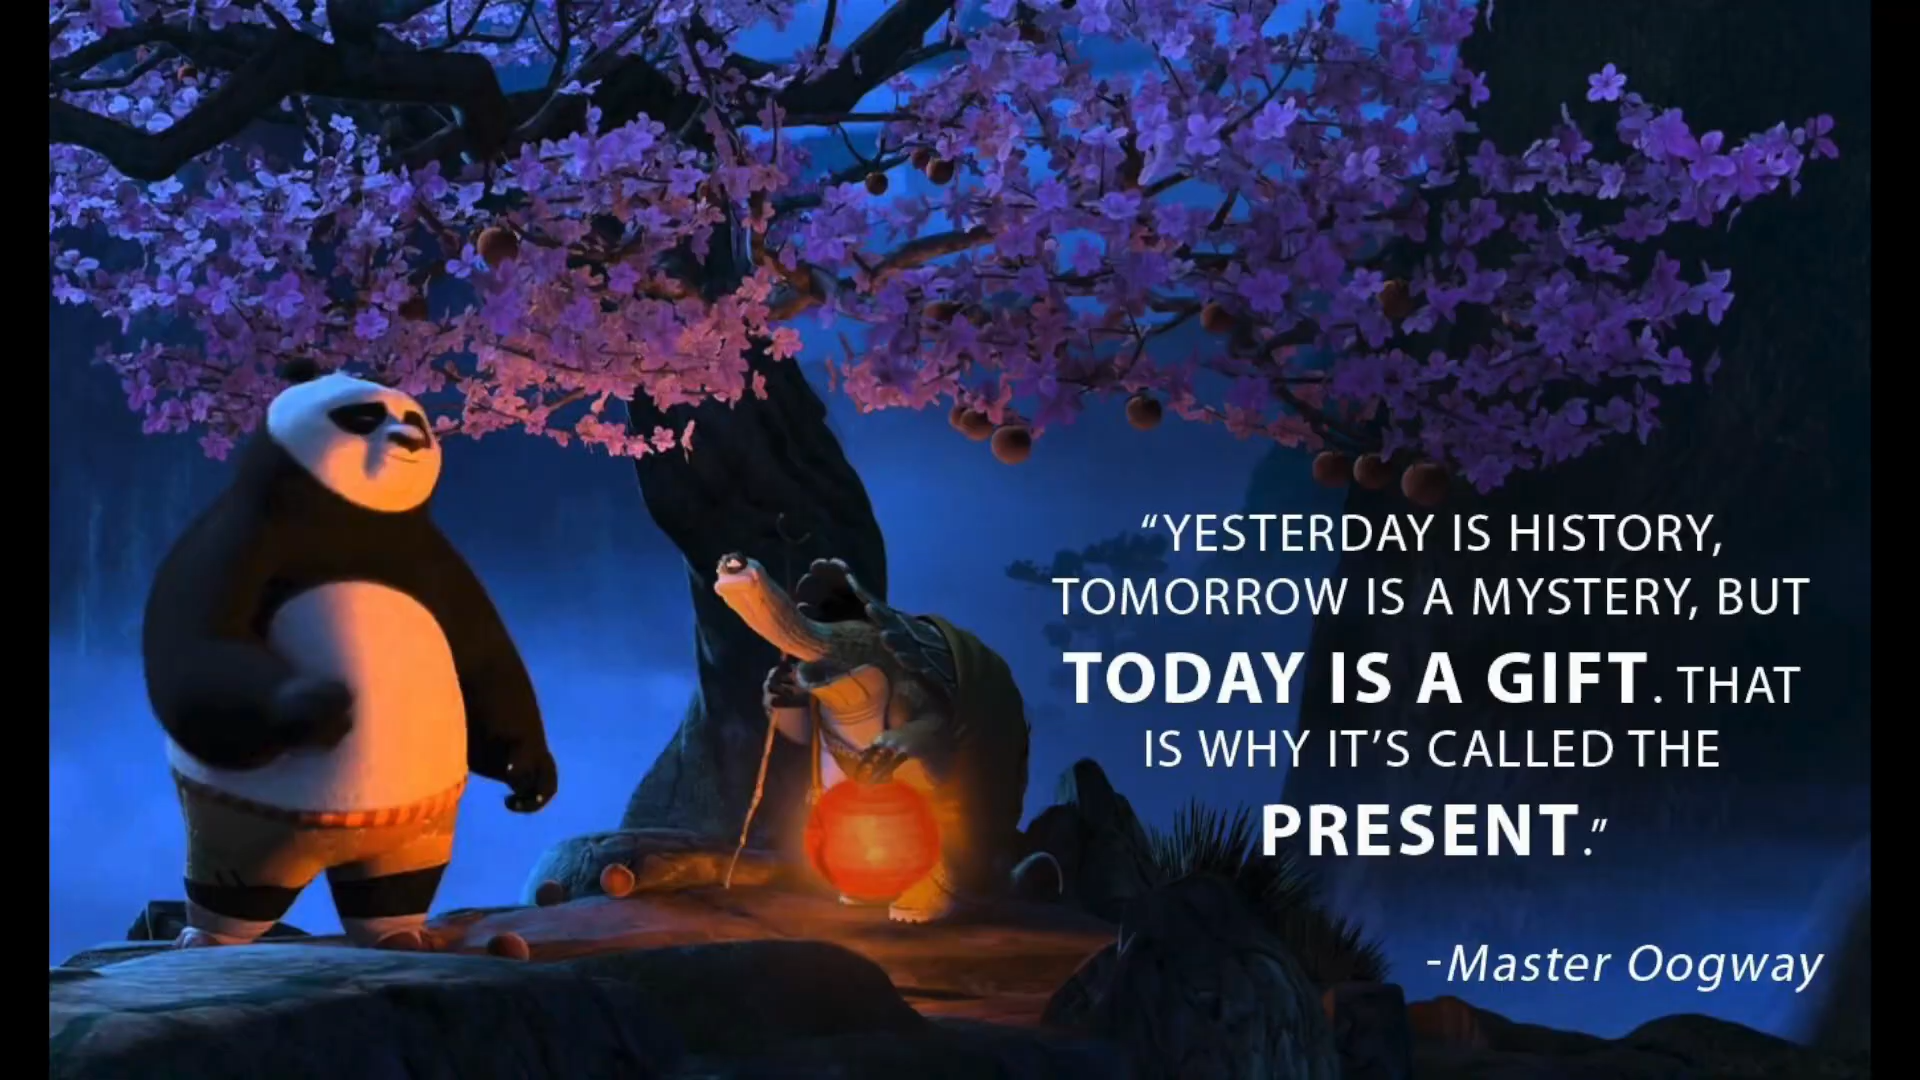 “YESTERDAY IS HISTORY,
TOMORROW IS A MYSTERY, BUT
TODAY IS A GIFT. THAT
IS WHY IT’S CALLED THE
PRESENT.”
-Master Oogway